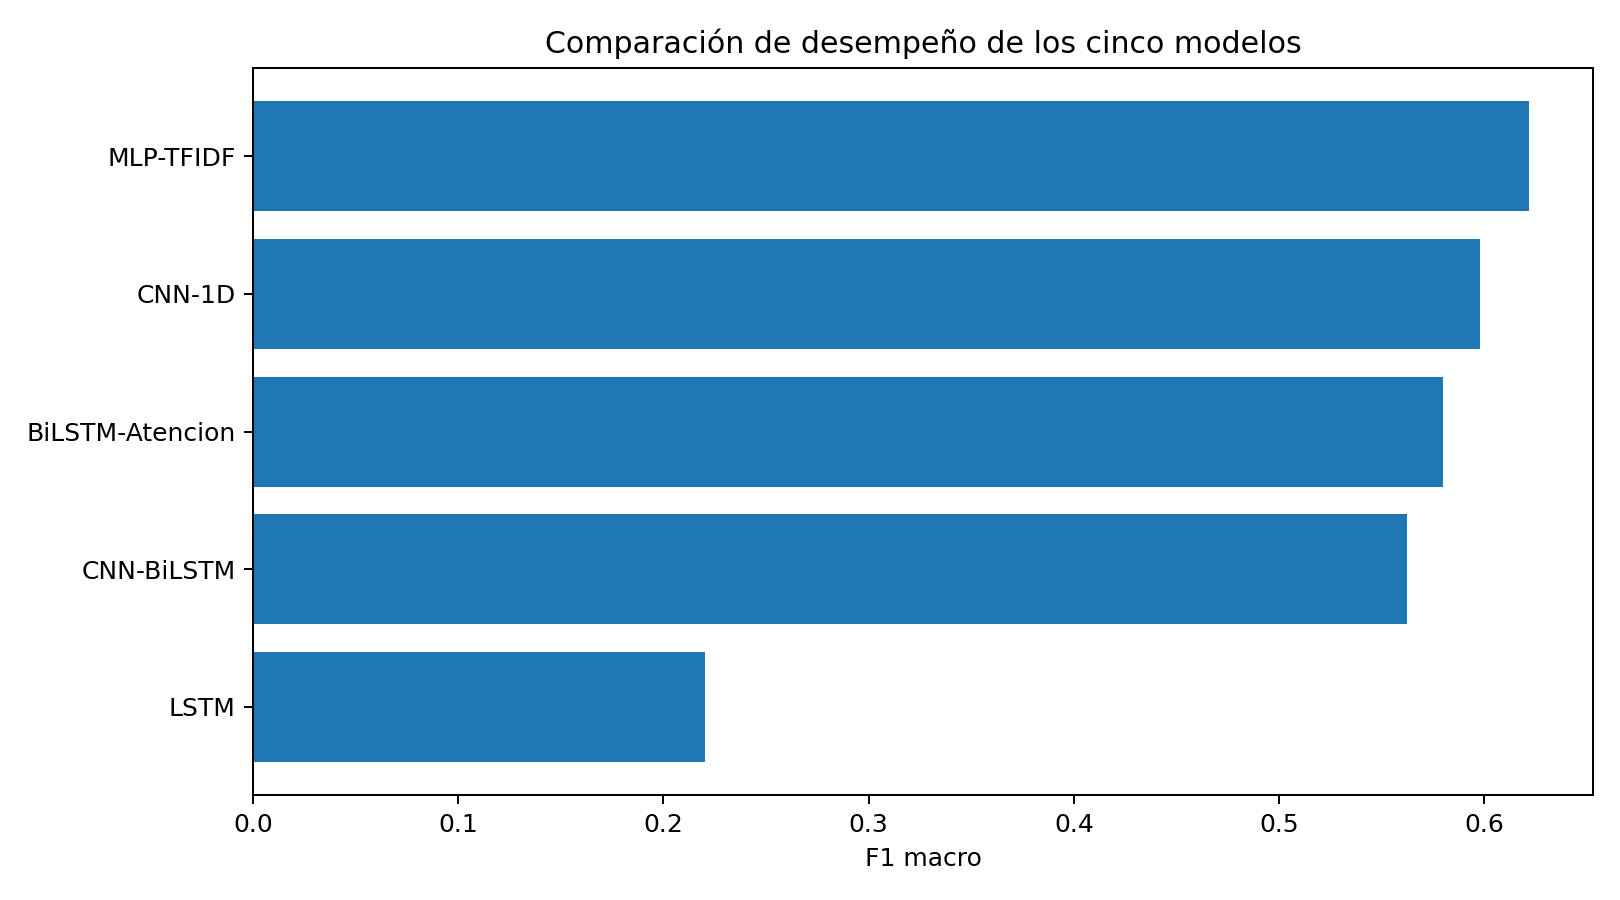 Comparación de desempeño de los cinco modelos
MLP-TFIDF
CNN-1D
BiLSTM-Atencion
CNN-BiLSTM
LSTM
0.0 0.1 0.2 0.3 0.4 0.5 0.6
F1 macro